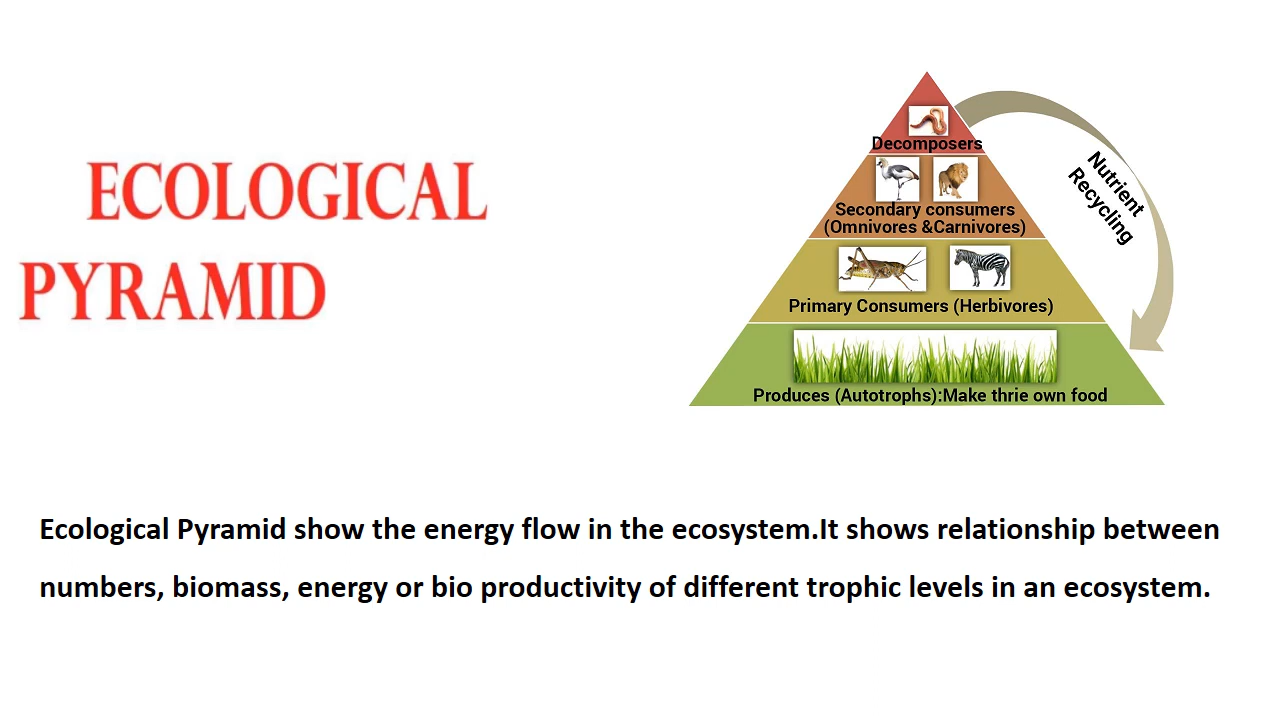 ECOLOGICAL
PYRAMID
Decomposers
Secondary consumers
(Omnivores &Carnivores)
Primary Consumers (Herbivores)
Produces (Autotrophs):Make thrie own food
Nutrient
Recycling
Ecological Pyramid show the energy flow in the ecosystem.It shows relationship between
numbers, biomass, energy or bio productivity of different trophic levels in an ecosystem.